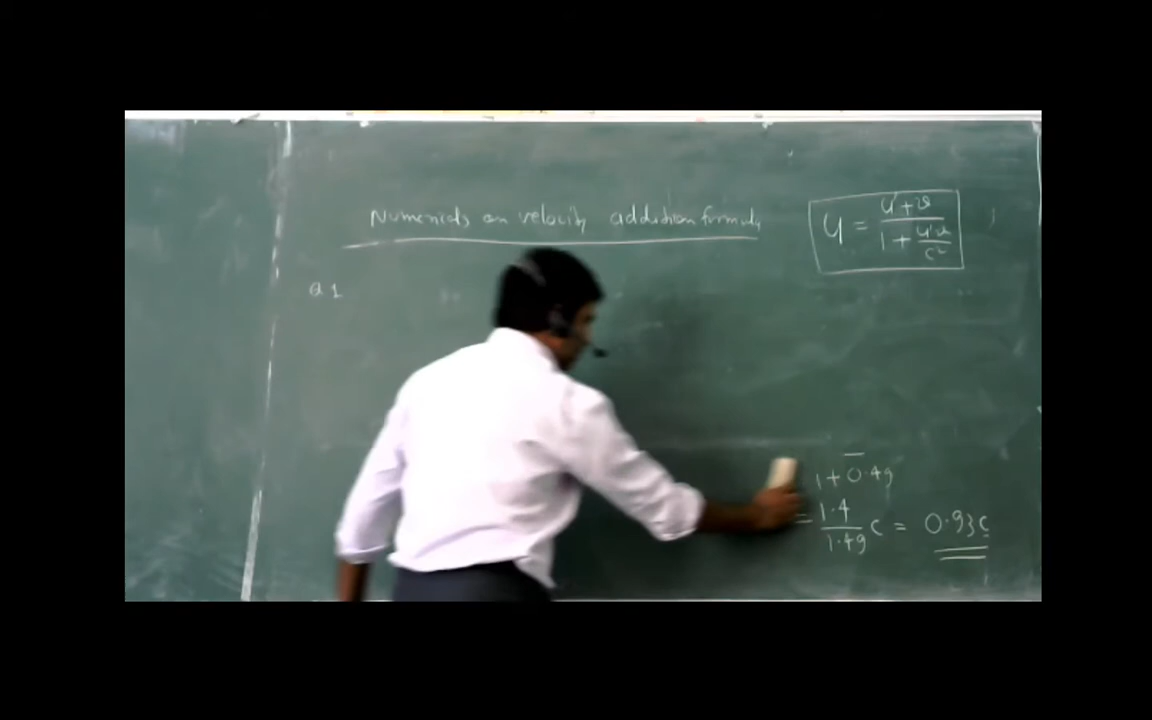 Numericals on velocity addition formula
U = u'+v / 1 + u'v/c²
Q 1
1 + 0.49
= 1.4/1.49 c = 0.93c